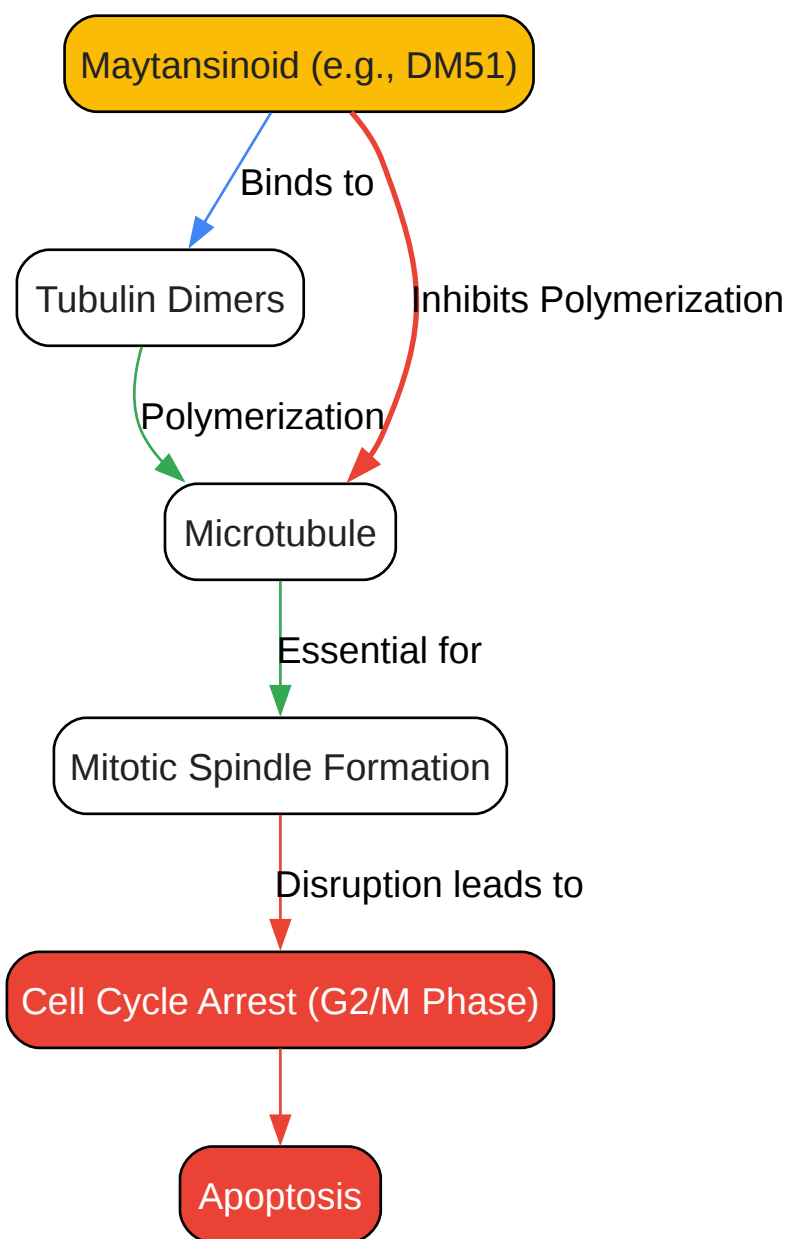 Maytansinoid (e.g., DM51)
Binds to
Tubulin Dimers
Inhibits Polymerization
Polymerization
Microtubule
Essential for
Mitotic Spindle Formation
Disruption leads to
Cell Cycle Arrest (G2/M Phase)
Apoptosis